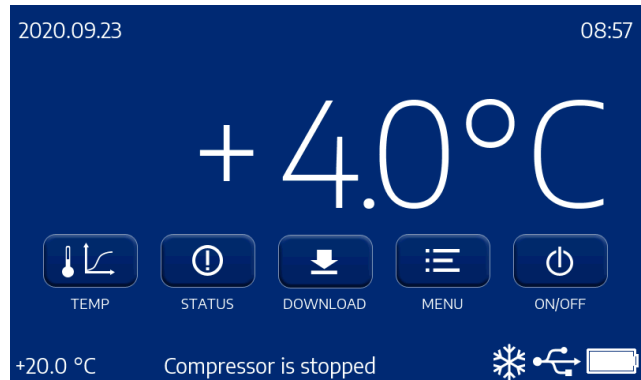 2020.09.23 08:57
+4.0°C
TEMP STATUS DOWNLOAD MENU ON/OFF
+20.0 °C Compressor is stopped